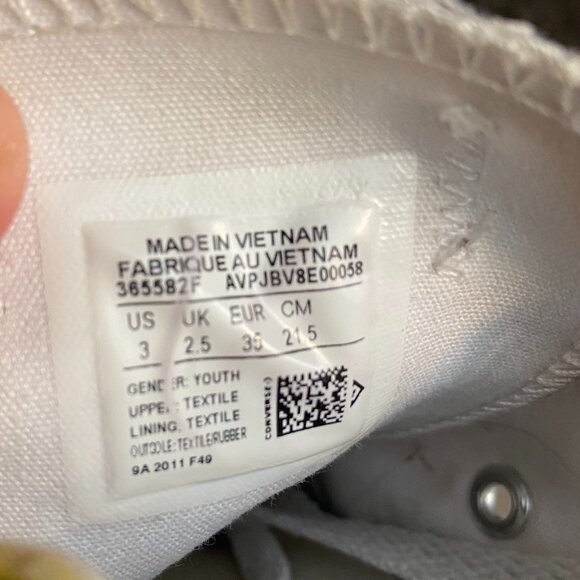 MADE IN VIETNAM
FABRIQUE AU VIETNAM
365582F AVPJBV8E00058
US UK EUR CM
3 2.5 35 21.5
GENDER: YOUTH
UPPER: TEXTILE
LINING: TEXTILE
OUTSOLE: TEXTILE/RUBBER
9A 2011 F49
CONVERSE